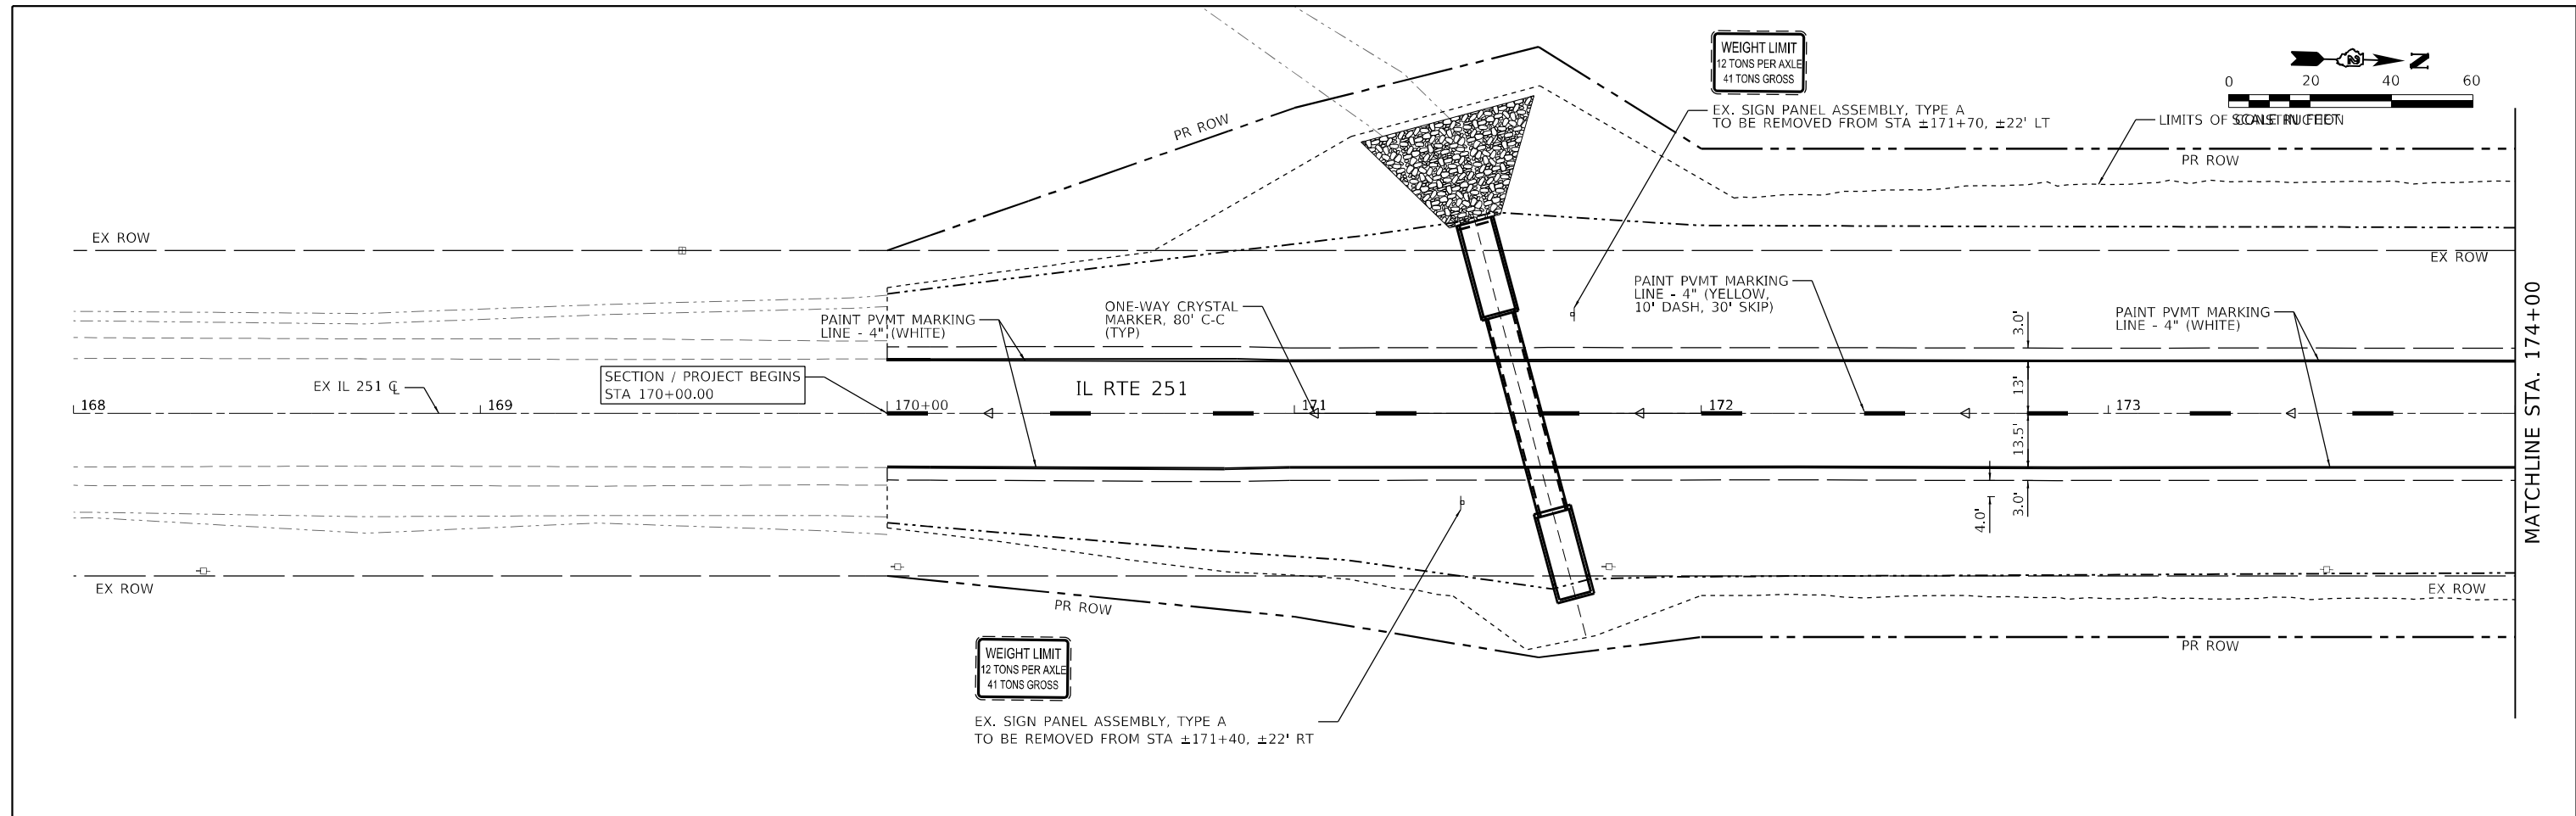 WEIGHT LIMIT
12 TONS PER AXLE
41 TONS GROSS
EX. SIGN PANEL ASSEMBLY, TYPE A
TO BE REMOVED FROM STA ±171+70, ±22' LT
N
0 20 40 60
SCALE IN FEET
LIMITS OF CONSTRUCTION
PR ROW
PR ROW
EX ROW
EX ROW
PAINT PVMT MARKING
LINE - 4" (WHITE)
ONE-WAY CRYSTAL
MARKER, 80' C-C
(TYP)
PAINT PVMT MARKING
LINE - 4" (YELLOW,
10' DASH, 30' SKIP)
PAINT PVMT MARKING
LINE - 4" (WHITE)
3.0'
13'
13.5'
3.0'
4.0'
EX IL 251 ℄
SECTION / PROJECT BEGINS
STA 170+00.00
IL RTE 251
168 169 170+00 171 172 173
MATCHLINE STA. 174+00
EX ROW
EX ROW
PR ROW
PR ROW
WEIGHT LIMIT
12 TONS PER AXLE
41 TONS GROSS
EX. SIGN PANEL ASSEMBLY, TYPE A
TO BE REMOVED FROM STA ±171+40, ±22' RT